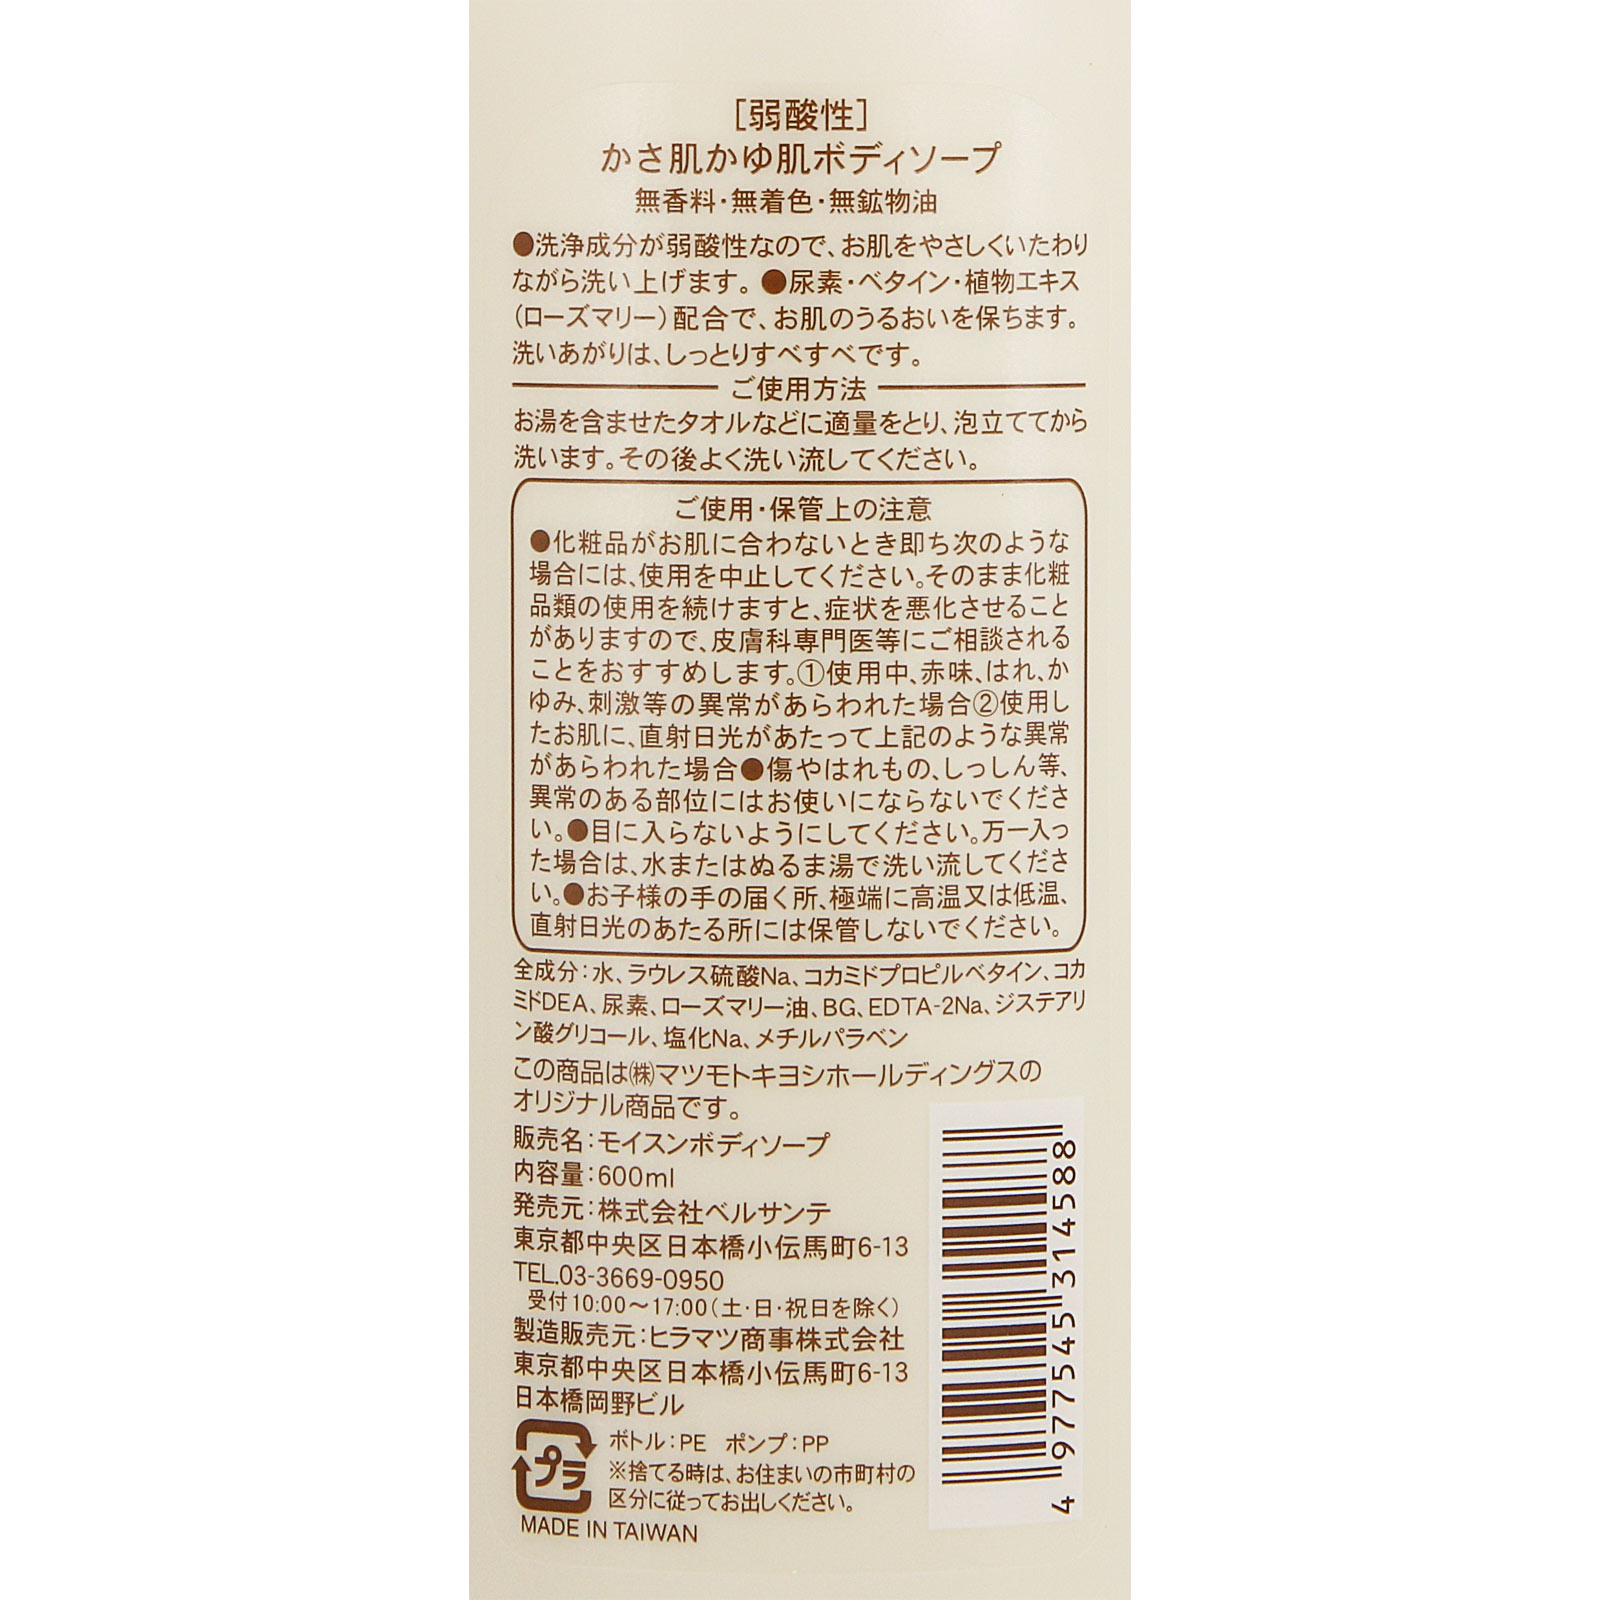 ［弱酸性］
かさ肌かゆ肌ボディソープ
無香料・無着色・無鉱物油
●洗浄成分が弱酸性なので、お肌をやさしくいたわり
ながら洗い上げます。●尿素・ベタイン・植物エキス
（ローズマリー）配合で、お肌のうるおいを保ちます。
洗いあがりは、しっとりすべすべです。
ご使用方法
お湯を含ませたタオルなどに適量をとり、泡立ててから
洗います。その後よく洗い流してください。
ご使用・保管上の注意
●化粧品がお肌に合わないとき即ち次のような
場合には、使用を中止してください。そのまま化粧
品類の使用を続けますと、症状を悪化させること
がありますので、皮膚科専門医等にご相談される
ことをおすすめします。①使用中、赤味、はれ、か
ゆみ、刺激等の異常があらわれた場合②使用し
たお肌に、直射日光があたって上記のような異常
があらわれた場合●傷やはれもの、しっしん等、
異常のある部位にはお使いにならないでくださ
い。●目に入らないようにしてください。万一入っ
た場合は、水またはぬるま湯で洗い流してくださ
い。●お子様の手の届く所、極端に高温又は低温、
直射日光のあたる所には保管しないでください。
全成分：水、ラウレス硫酸Na、コカミドプロピルベタイン、コカ
ミドDEA、尿素、ローズマリー油、BG、EDTA-2Na、ジステアリ
ン酸グリコール、塩化Na、メチルパラベン
この商品は㈱マツモトキヨシホールディングスの
オリジナル商品です。
販売名：モイスンボディソープ
内容量：600ml
発売元：株式会社ベルサンテ
東京都中央区日本橋小伝馬町6-13
TEL.03-3669-0950
受付10:00～17:00（土・日・祝日を除く）
製造販売元：ヒラマツ商事株式会社
東京都中央区日本橋小伝馬町6-13
日本橋岡野ビル
プラ
ボトル：PE ポンプ：PP
※捨てる時は、お住まいの市町村の
区分に従ってお出しください。
MADE IN TAIWAN
4 977545 314588